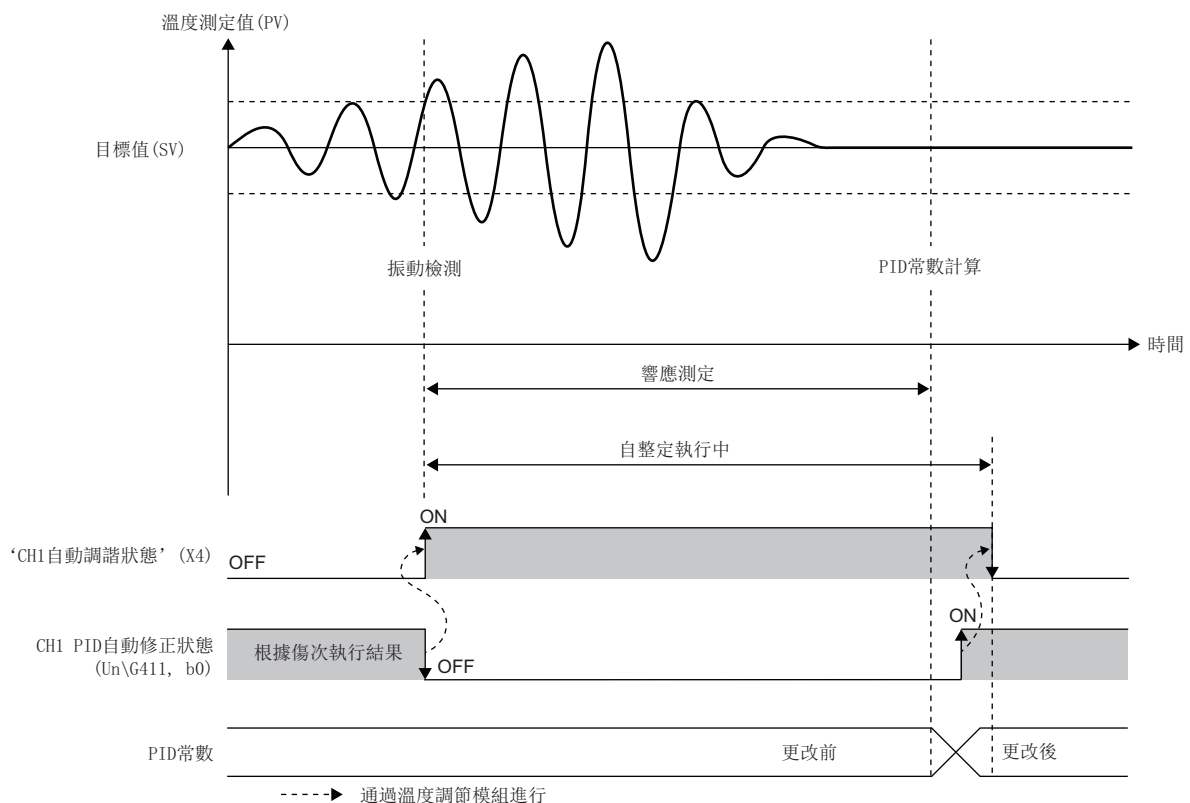 溫度測定值(PV)
目標值(SV)
振動檢測
PID常數計算
時間
響應測定
自整定執行中
ON
‘CH1自動調諧狀態’(X4)
OFF
ON
CH1 PID自動修正狀態
(Un\G411, b0)
根據傷次執行結果
OFF
PID常數
更改前
更改後
通過溫度調節模組進行